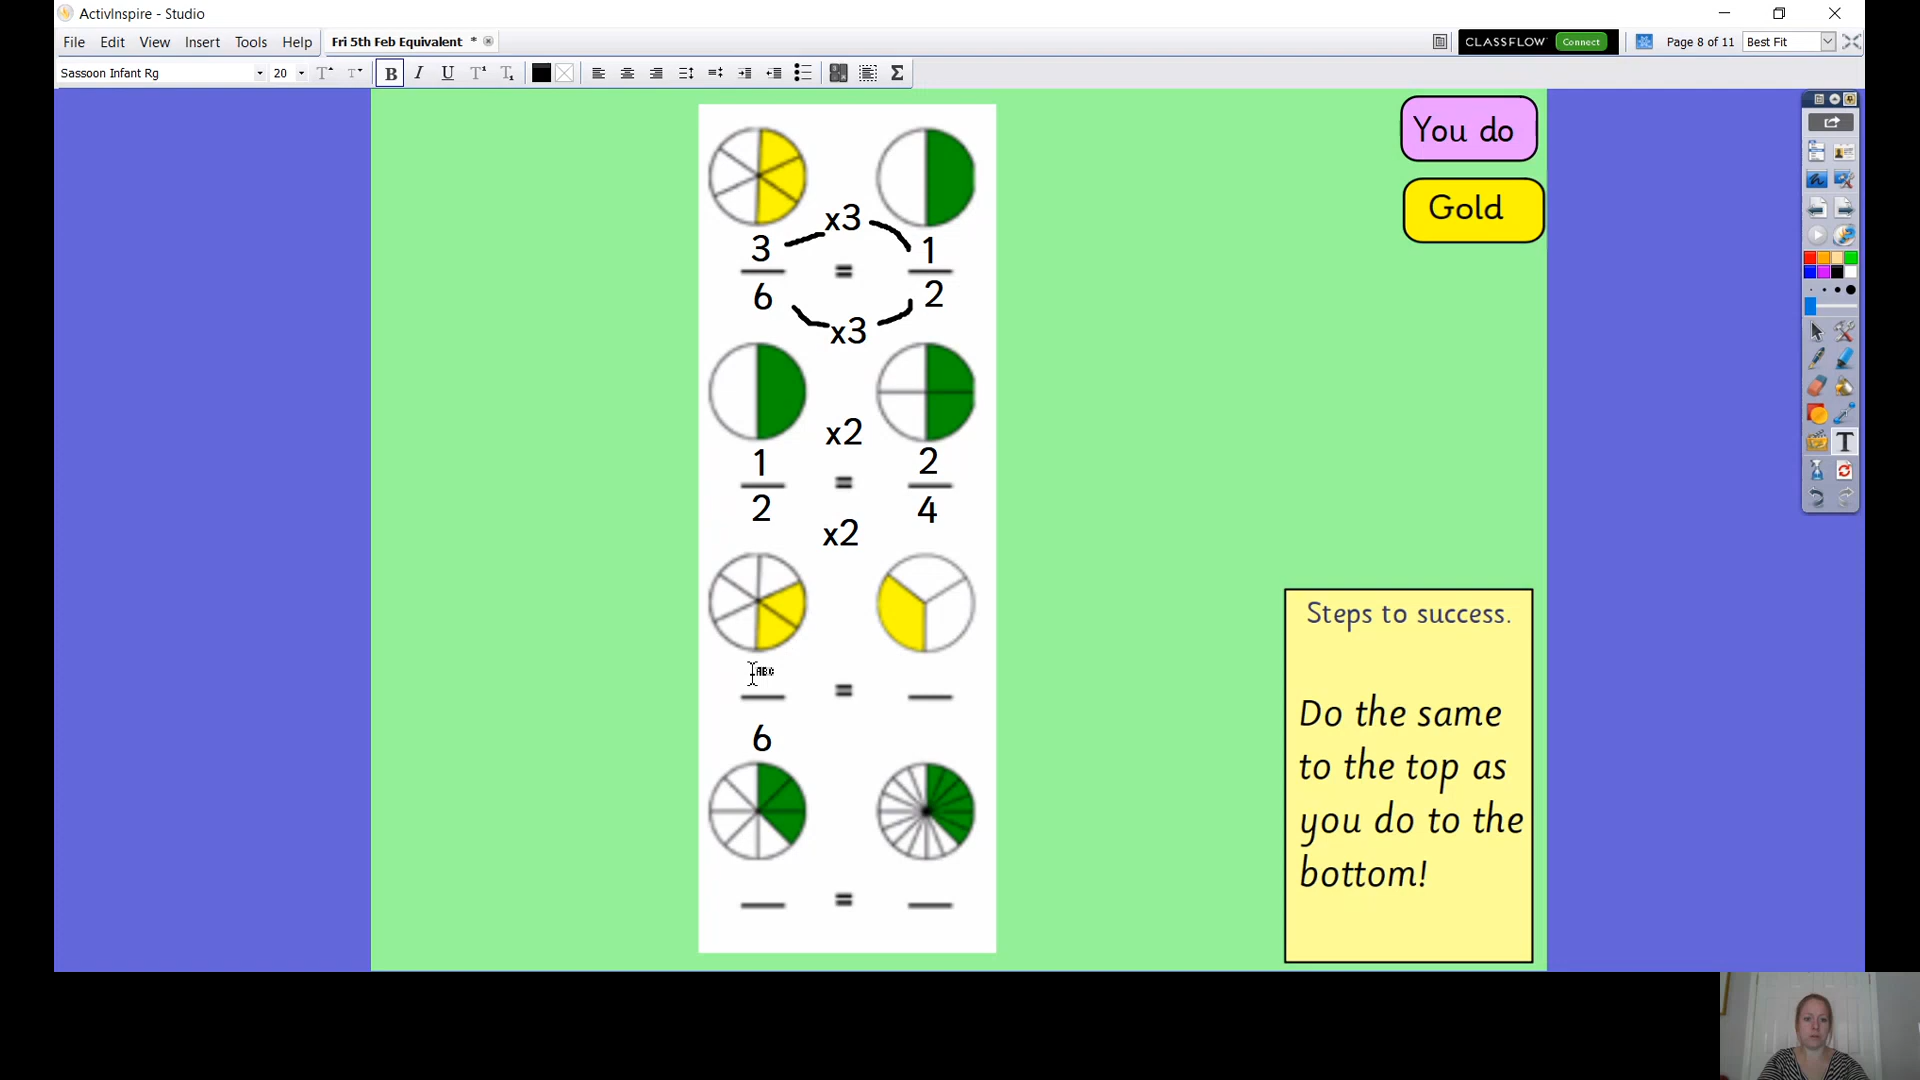 ActivInspire - Studio
File Edit View Insert Tools Help
Fri 5th Feb Equivalent *
CLASSFLOW Connect
Page 8 of 11
Best Fit
Sassoon Infant Rg
20
B I U T T
Σ
You do
Gold
x3
3 1
= 
6 2
x3
x2
1 2
=
2 4
x2
ABC
=
6
=
Steps to success.
Do the same
to the top as
you do to the
bottom!
T